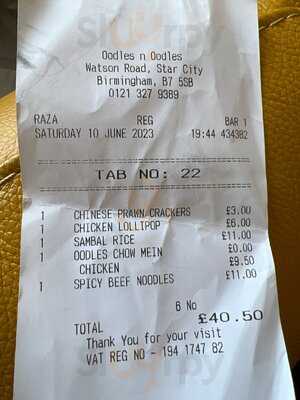 Oodles n Oodles
Watson Road, Star City
Birmingham, B7 5SB
0121 327 9389
RAZA REG BAR 1
SATURDAY 10 JUNE 2023 19:44 434382
TAB NO: 22
1 CHINESE PRAWN CRACKERS £3.00
1 CHICKEN LOLLIPOP £6.00
1 SAMBAL RICE £11.00
1 OODLES CHOW MEIN £0.00
CHICKEN £9.50
1 SPICY BEEF NOODLES £11.00
6 No
TOTAL £40.50
Thank You for your visit
VAT REG NO - 194 1747 82